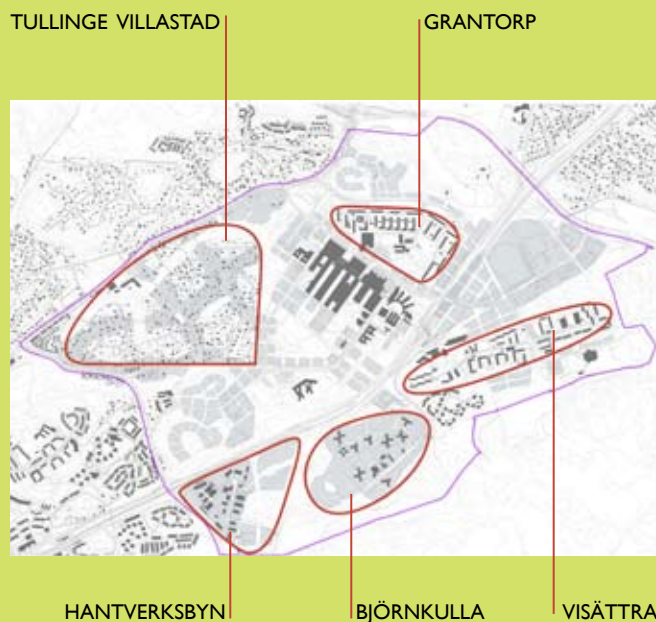 TULLINGE VILLASTAD
GRANTORP
HANTVERKSBYN
BJÖRNKULLA
VISÄTTRA